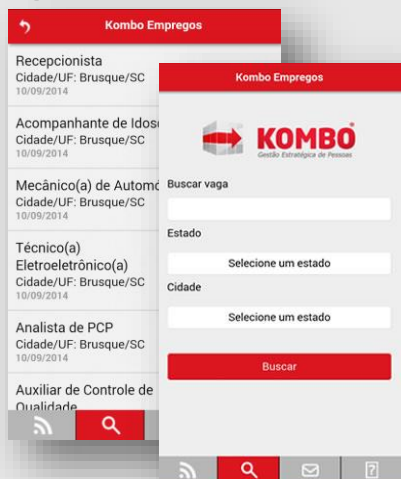 Kombo Empregos
Recepcionista
Cidade/UF: Brusque/SC
10/09/2014
Acompanhante de
Cidade/UF: Brusque/SC
10/09/2014
Mecânico(a) de
Cidade/UF: Brusque/SC
10/09/2014
Técnico(a)
Eletroeletrônico(a)
Cidade/UF: Brusque/SC
10/09/2014
Analista de PCP
Cidade/UF: Brusque/SC
10/09/2014
Auxiliar de Controle de
Qualidade
Kombo Empregos
KOMBO
Gestão Estratégica de Pessoas
Buscar vaga
Estado
Selecione um estado
Cidade
Selecione um estado
Buscar
?